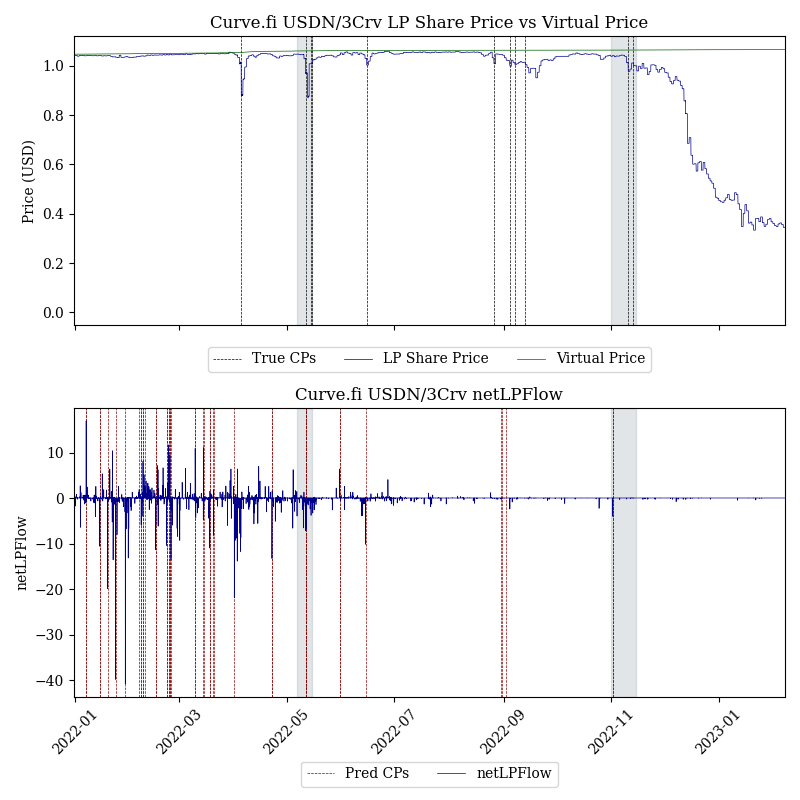 Curve.fi USDN/3Crv LP Share Price vs Virtual Price
Price (USD)
1.0
0.8
0.6
0.4
0.2
0.0
True CPs LP Share Price Virtual Price
Curve.fi USDN/3Crv netLPFlow
netLPFlow
10
0
−10
−20
−30
−40
2022-01 2022-03 2022-05 2022-07 2022-09 2022-11 2023-01
Pred CPs netLPFlow